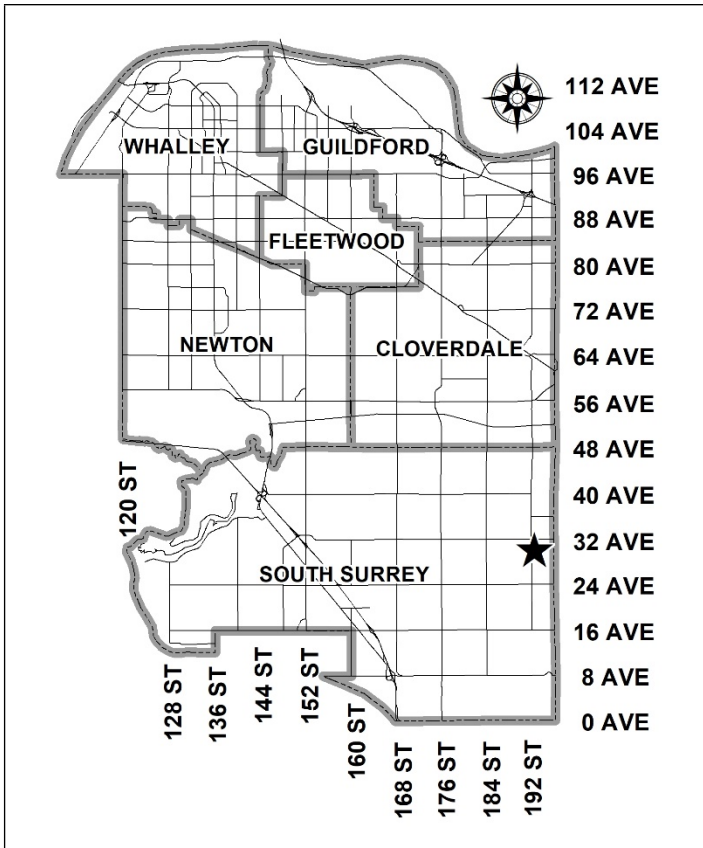 112 AVE
104 AVE
WHALLEY
GUILDFORD
96 AVE
88 AVE
FLEETWOOD
80 AVE
72 AVE
NEWTON
CLOVERDALE
64 AVE
56 AVE
48 AVE
120 ST
40 AVE
32 AVE
SOUTH SURREY
24 AVE
16 AVE
8 AVE
128 ST
136 ST
144 ST
152 ST
160 ST
0 AVE
168 ST
176 ST
184 ST
192 ST